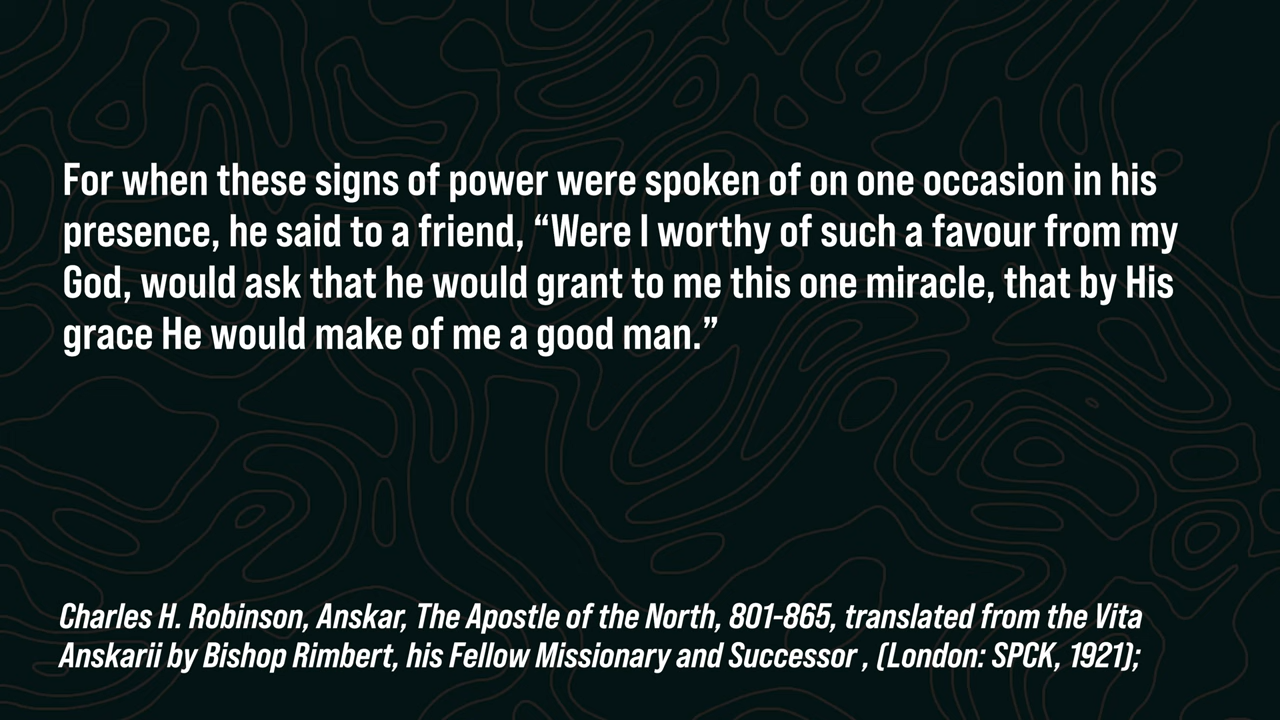 For when these signs of power were spoken of on one occasion in his
presence, he said to a friend, “Were I worthy of such a favour from my
God, would ask that he would grant to me this one miracle, that by His
grace He would make of me a good man.”
Charles H. Robinson, Anskar, The Apostle of the North, 801-865, translated from the Vita
Anskarii by Bishop Rimbert, his Fellow Missionary and Successor , (London: SPCK, 1921);